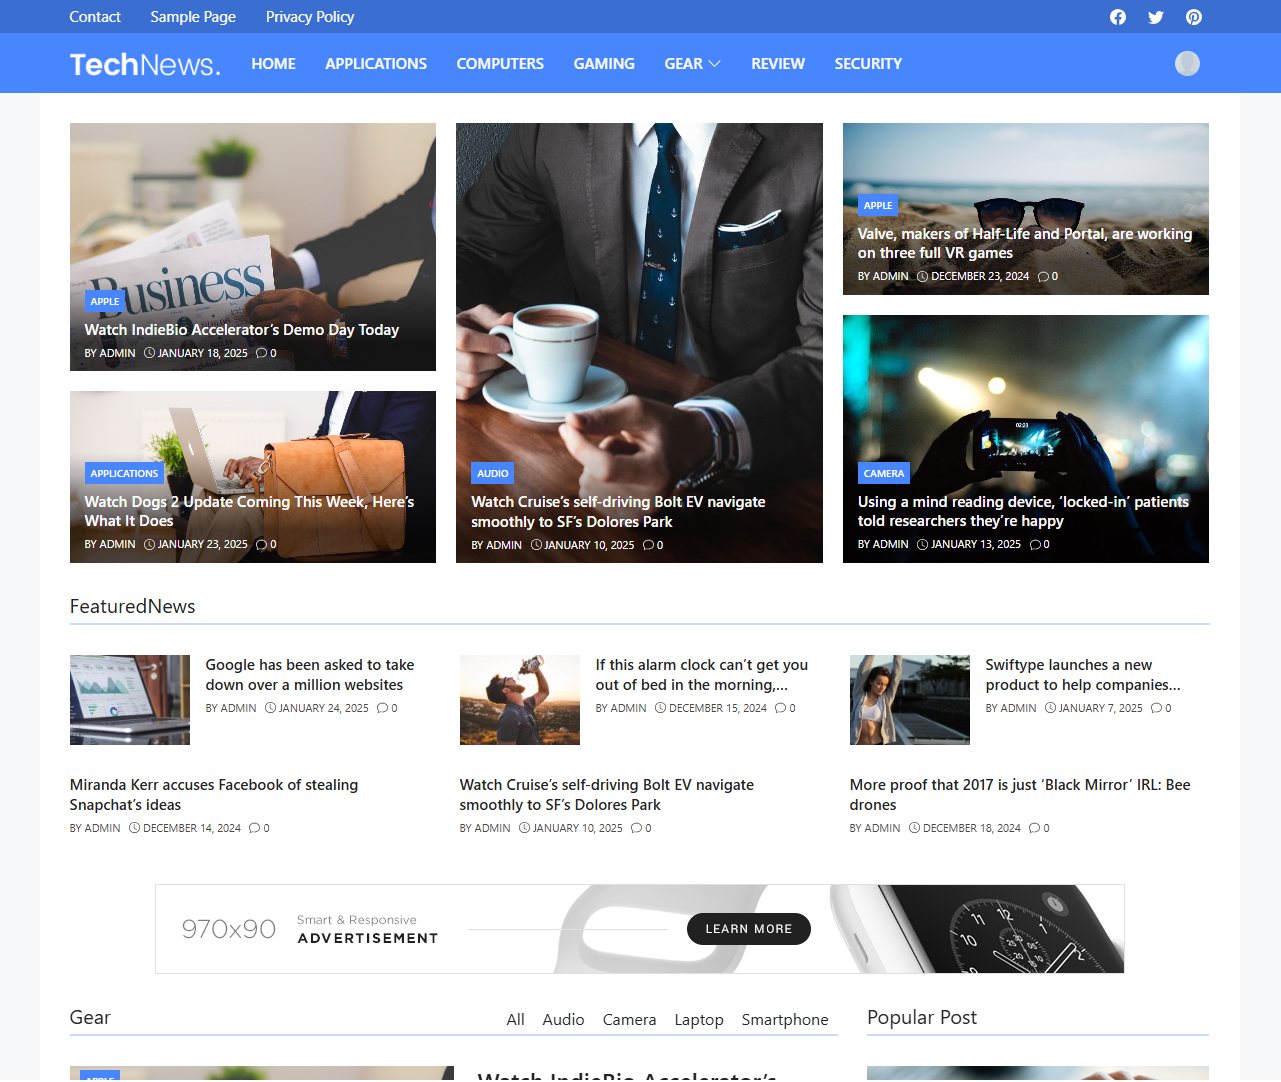 Contact Sample Page Privacy Policy
TechNews. HOME APPLICATIONS COMPUTERS GAMING GEAR REVIEW SECURITY
Business
APPLE
Watch IndieBio Accelerator’s Demo Day Today
BY ADMIN JANUARY 18, 2025 0
APPLICATIONS
Watch Dogs 2 Update Coming This Week, Here’s
What It Does
BY ADMIN JANUARY 23, 2025 0
AUDIO
Watch Cruise’s self-driving Bolt EV navigate
smoothly to SF’s Dolores Park
BY ADMIN JANUARY 10, 2025 0
APPLE
Valve, makers of Half-Life and Portal, are working
on three full VR games
BY ADMIN DECEMBER 23, 2024 0
02:23
CAMERA
Using a mind reading device, ‘locked-in’ patients
told researchers they’re happy
BY ADMIN JANUARY 13, 2025 0
FeaturedNews
Google has been asked to take
down over a million websites
BY ADMIN JANUARY 24, 2025 0
If this alarm clock can’t get you
out of bed in the morning,...
BY ADMIN DECEMBER 15, 2024 0
Swiftype launches a new
product to help companies...
BY ADMIN JANUARY 7, 2025 0
Miranda Kerr accuses Facebook of stealing
Snapchat’s ideas
BY ADMIN DECEMBER 14, 2024 0
Watch Cruise’s self-driving Bolt EV navigate
smoothly to SF’s Dolores Park
BY ADMIN JANUARY 10, 2025 0
More proof that 2017 is just ‘Black Mirror’ IRL: Bee
drones
BY ADMIN DECEMBER 18, 2024 0
970x90
Smart & Responsive
ADVERTISEMENT
LEARN MORE
Gear All Audio Camera Laptop Smartphone
APPLE
Watch IndieBio Accelerator’s
Popular Post